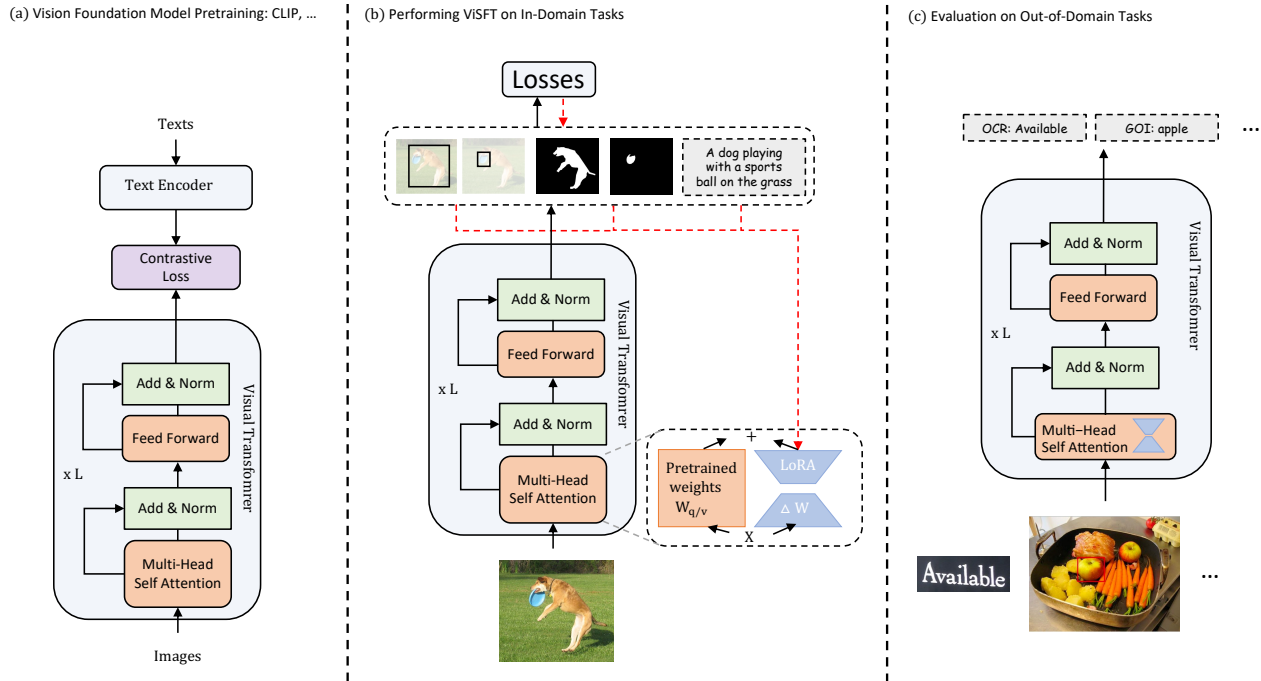 (a) Vision Foundation Model Pretraining: CLIP, …
Texts
Text Encoder
Contrastive
Loss
Add & Norm
Feed Forward
x L
Add & Norm
Multi-Head
Self Attention
Visual Transfomrer
Images
(b) Performing ViSFT on In-Domain Tasks
Losses
A dog playing
with a sports
ball on the grass
Add & Norm
Feed Forward
x L
Add & Norm
Multi-Head
Self Attention
Visual Transfomrer
+
Pretrained
weights
W q/v
LoRA
△ W
X
(c) Evaluation on Out-of-Domain Tasks
OCR: Available
GOI: apple
...
Add & Norm
Feed Forward
x L
Add & Norm
Multi-Head
Self Attention
Visual Transfomrer
Available
...